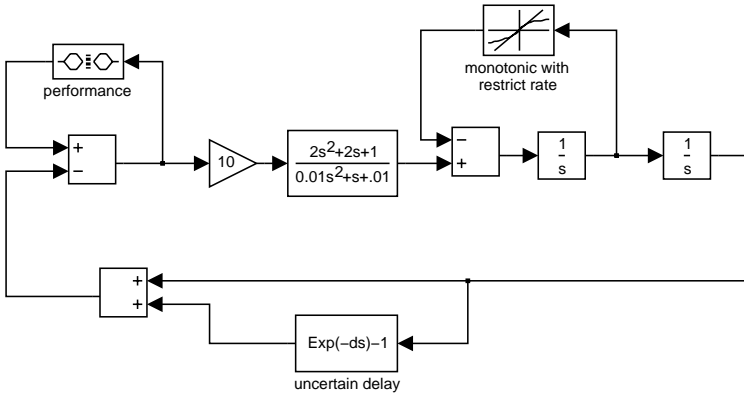 monotonic with
restrict rate
performance
+
−
10
2s²+2s+1
0.01s²+s+.01
−
+
1
s
1
s
+
+
Exp(−ds)−1
uncertain delay